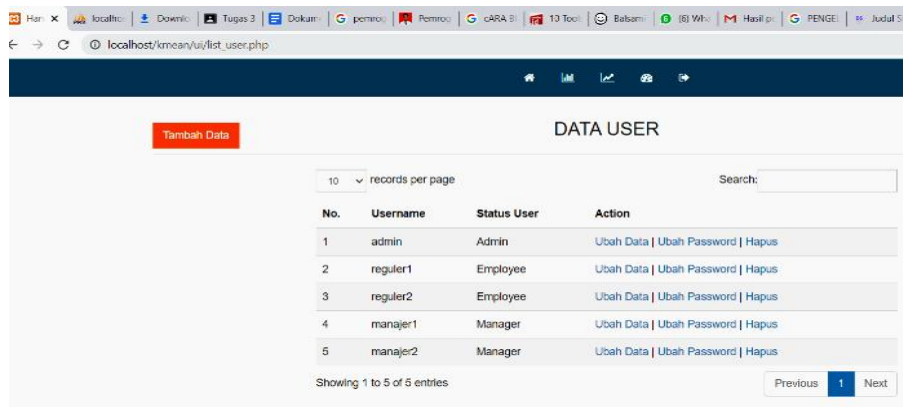 Har
localho
Downlo
Tugas 3
Dokum
pemrog
Pemrog
cARA B
10 Tool
Balsami
(6) Wha
Hasil p
PENGE
Judul S
localhost/kmean/ui/list_user.php
Tambah Data
DATA USER
10 records per page
Search:
No. Username Status User Action
1 admin Admin Ubah Data | Ubah Password | Hapus
2 reguler1 Employee Ubah Data | Ubah Password | Hapus
3 reguler2 Employee Ubah Data | Ubah Password | Hapus
4 manajer1 Manager Ubah Data | Ubah Password | Hapus
5 manajer2 Manager Ubah Data | Ubah Password | Hapus
Showing 1 to 5 of 5 entries
Previous 1 Next